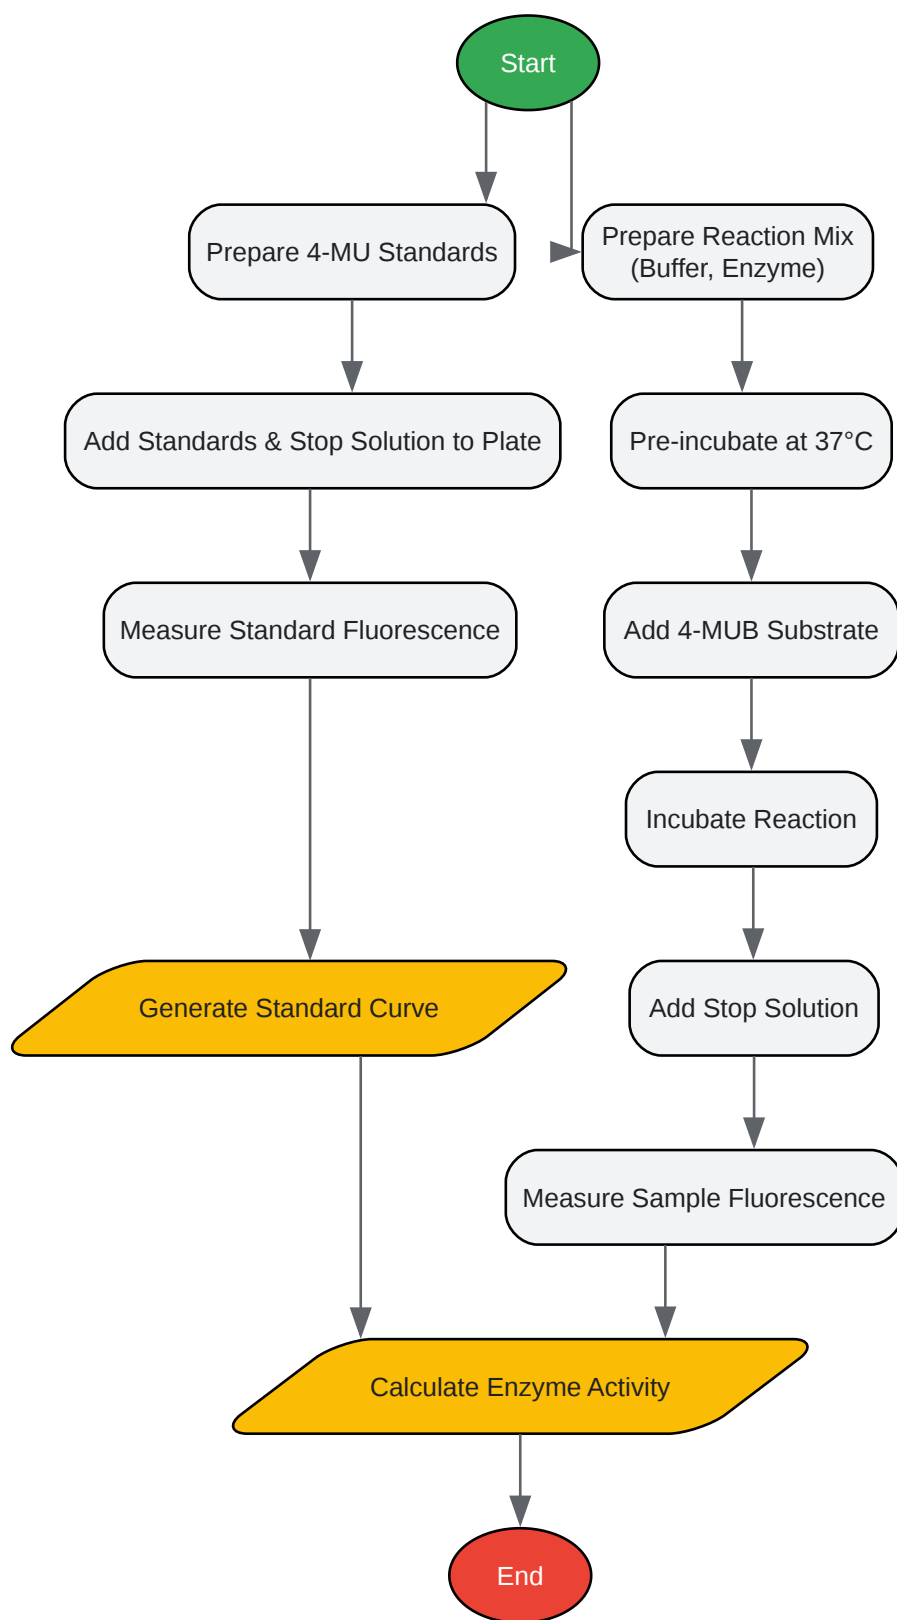 Start
Prepare 4-MU Standards
Prepare Reaction Mix
(Buffer, Enzyme)
Add Standards & Stop Solution to Plate
Pre-incubate at 37°C
Measure Standard Fluorescence
Add 4-MUB Substrate
Incubate Reaction
Generate Standard Curve
Add Stop Solution
Measure Sample Fluorescence
Calculate Enzyme Activity
End